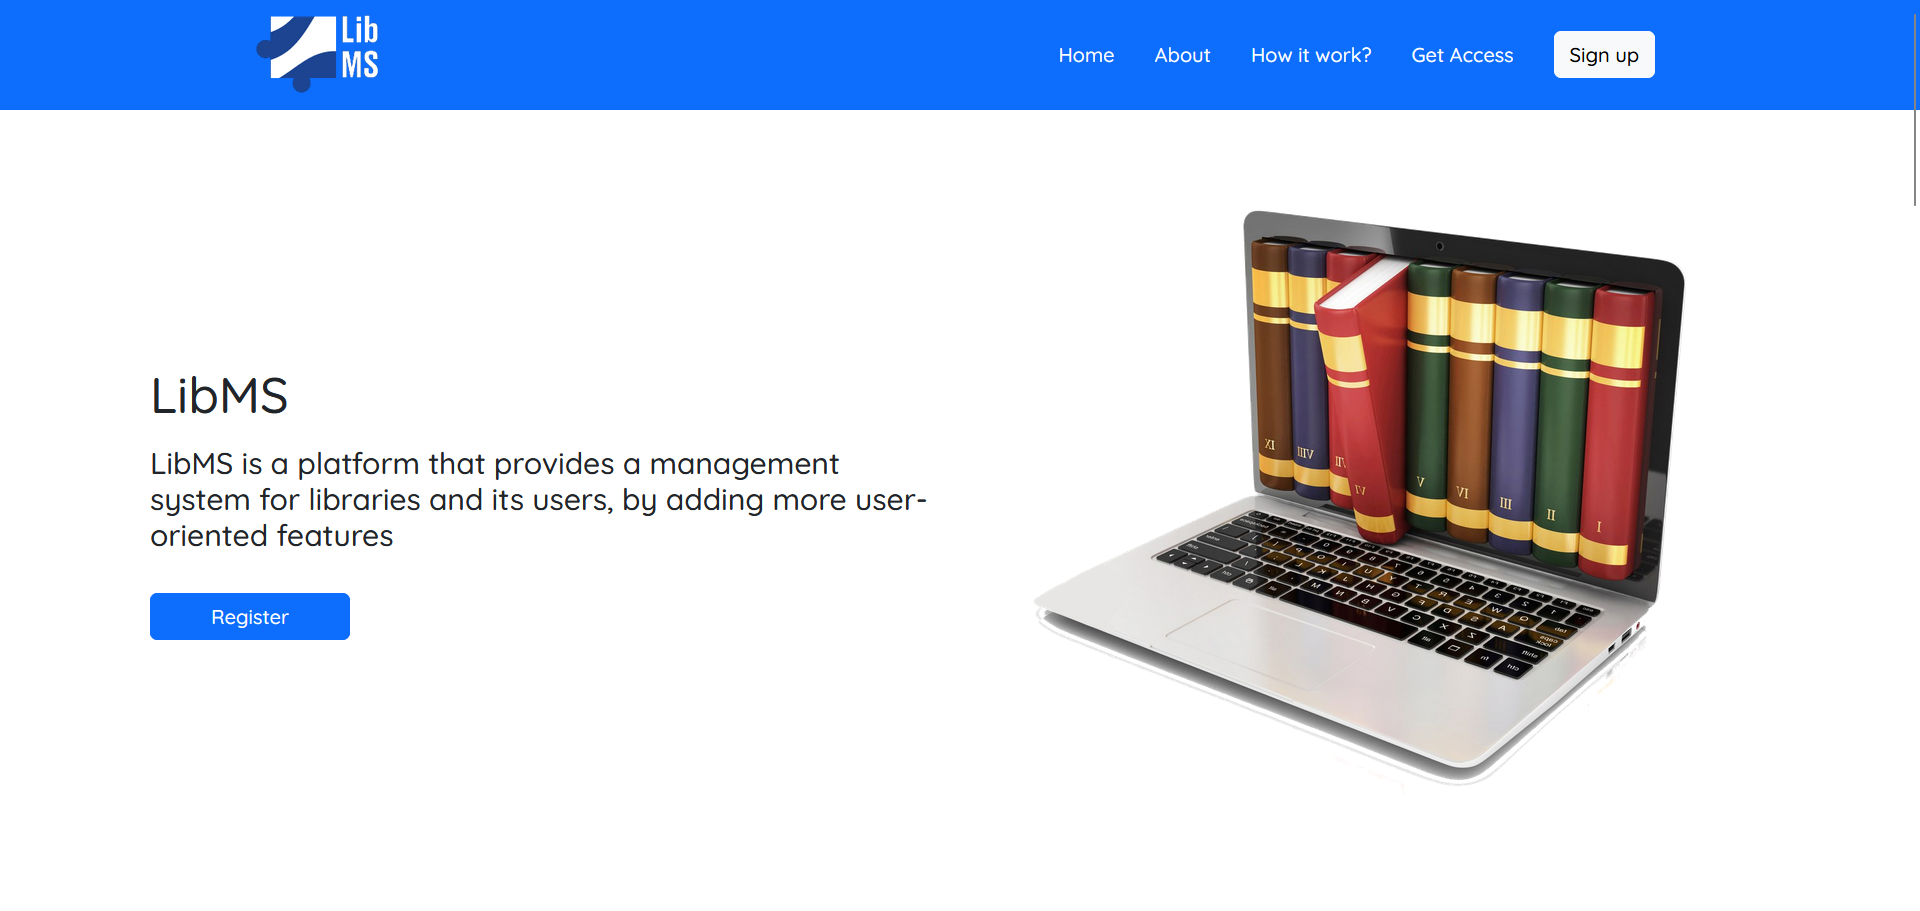 Lib
MS
Home
About
How it work?
Get Access
Sign up
LibMS
LibMS is a platform that provides a management
system for libraries and its users, by adding more user-
oriented features
Register
XI
IIIV
IV
V
VI
III
II
I